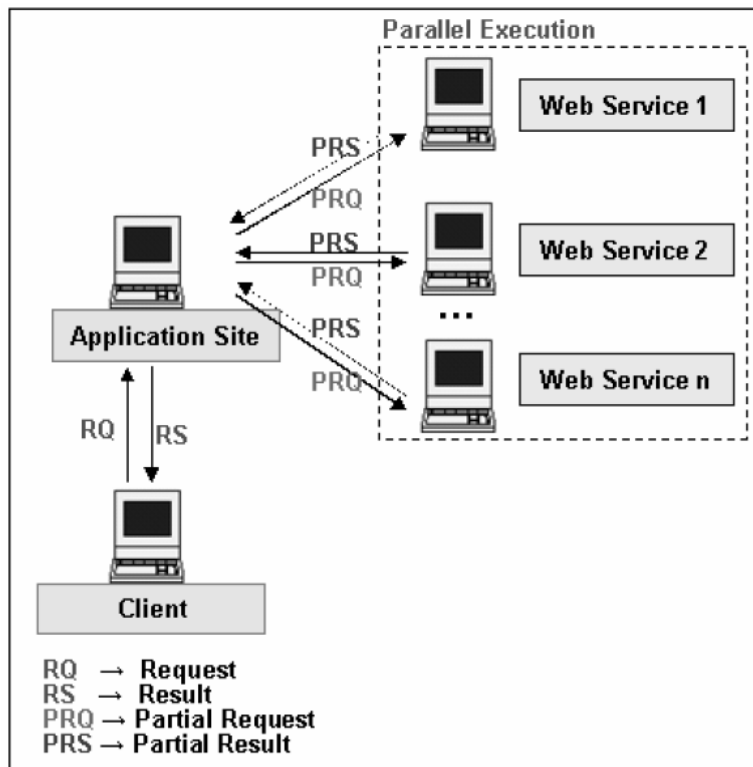 Parallel Execution
Web Service 1
PRS
PRQ
PRS
Web Service 2
PRQ
...
PRS
Application Site
PRQ
Web Service n
RQ
RS
Client
RQ → Request
RS → Result
PRQ → Partial Request
PRS → Partial Result